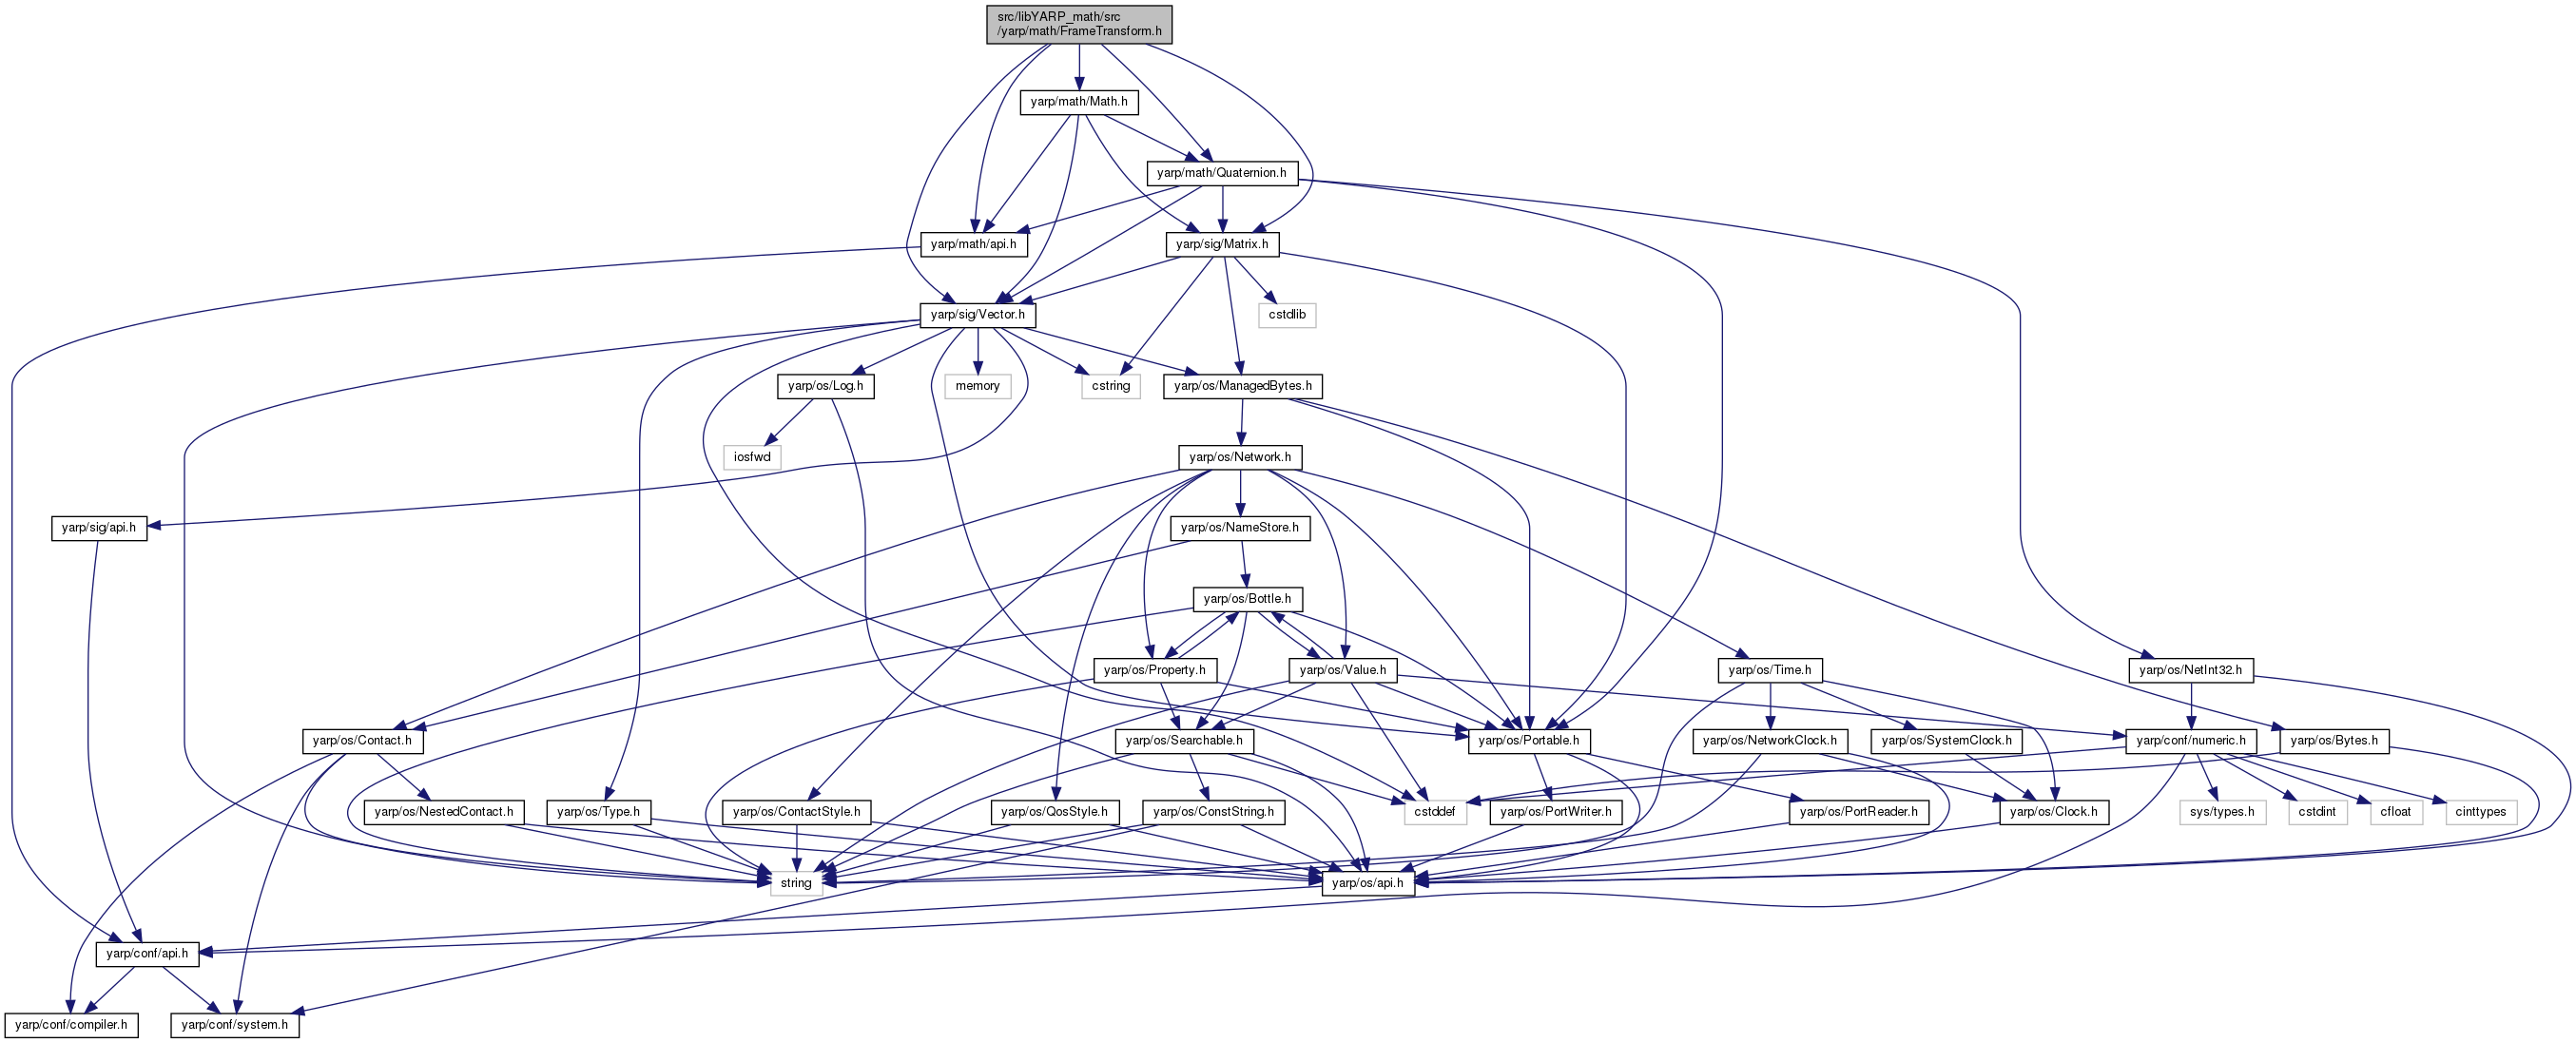 src/libYARP_math/src
/yarp/math/FrameTransform.h
yarp/math/Math.h
yarp/math/Quaternion.h
yarp/math/api.h
yarp/sig/Matrix.h
yarp/sig/Vector.h
cstdlib
yarp/os/Log.h
memory
cstring
yarp/os/ManagedBytes.h
iosfwd
yarp/os/Network.h
yarp/sig/api.h
yarp/os/NameStore.h
yarp/os/Bottle.h
yarp/os/Property.h
yarp/os/Value.h
yarp/os/Time.h
yarp/os/NetInt32.h
yarp/os/Contact.h
yarp/os/Searchable.h
yarp/os/Portable.h
yarp/os/NetworkClock.h
yarp/os/SystemClock.h
yarp/conf/numeric.h
yarp/os/Bytes.h
yarp/os/NestedContact.h
yarp/os/Type.h
yarp/os/ContactStyle.h
yarp/os/QosStyle.h
yarp/os/ConstString.h
cstddef
yarp/os/PortWriter.h
yarp/os/PortReader.h
yarp/os/Clock.h
sys/types.h
cstdint
cfloat
cinttypes
string
yarp/os/api.h
yarp/conf/api.h
yarp/conf/compiler.h
yarp/conf/system.h